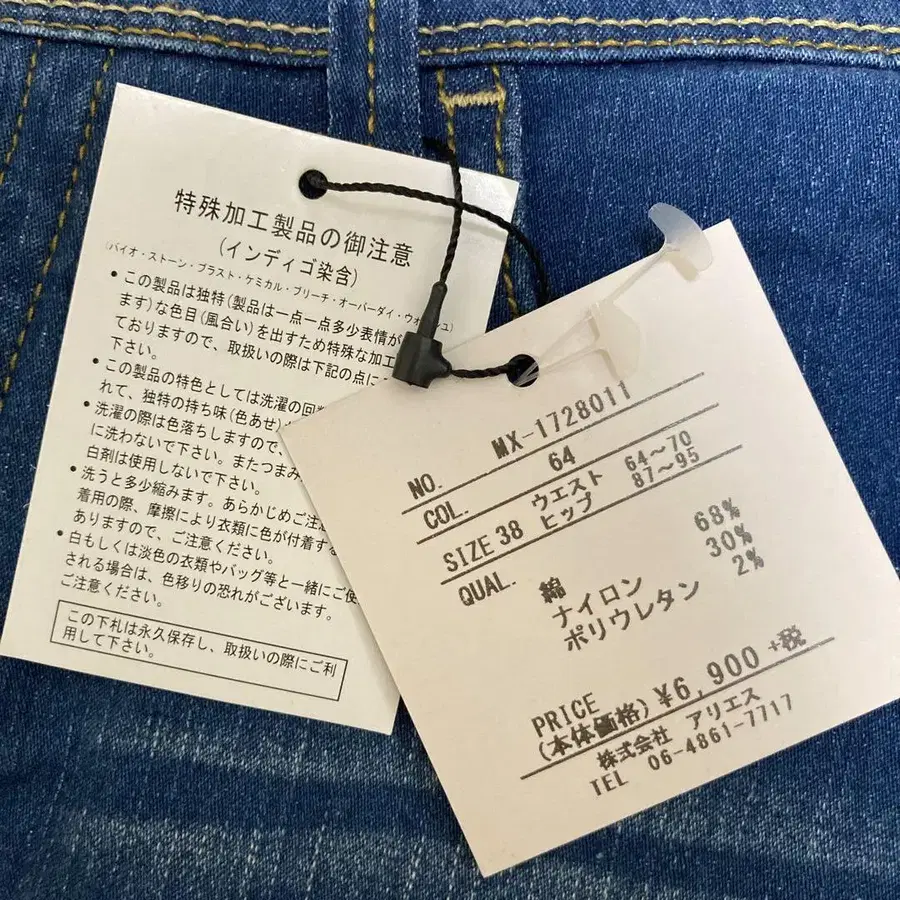 特殊加工製品の御注意
(インディゴ染含)
(バイオ・ストーン・ブラスト・ケミカル・ブリーチ・オーバーダイ・ウォッシュ)
• この製品は独特(製品は一点一点多少表情が
ます)な色目(風合い)を出すため特殊な加工
ておりますので、取扱いの際は下記の点に
下さい。
• この製品の特色としては洗濯の回数
れて、独特の持ち味(色あせ)
• 洗濯の際は色落ちしますので、
に洗わないで下さい。またつまみ
白剤は使用しないで下さい。
• 洗うと多少縮みます。あらかじめご注意
着用の際、摩擦により衣類に色が付着する
ありますので、ご注意ください。
• 白もしくは淡色の衣類やバッグ等と一緒にご使
される場合は、色移りの恐れがございます。
ご注意ください。
この下札は永久保存し、取扱いの際にご利
用して下さい。
NO. MX-1728011
COL. 64
SIZE 38 ウエスト 64〜70
ヒップ 87〜95
QUAL. 綿 68%
ナイロン 30%
ポリウレタン 2%
PRICE
(本体価格) ¥6,900 +税
株式会社 アリエス
TEL 06-4861-7717